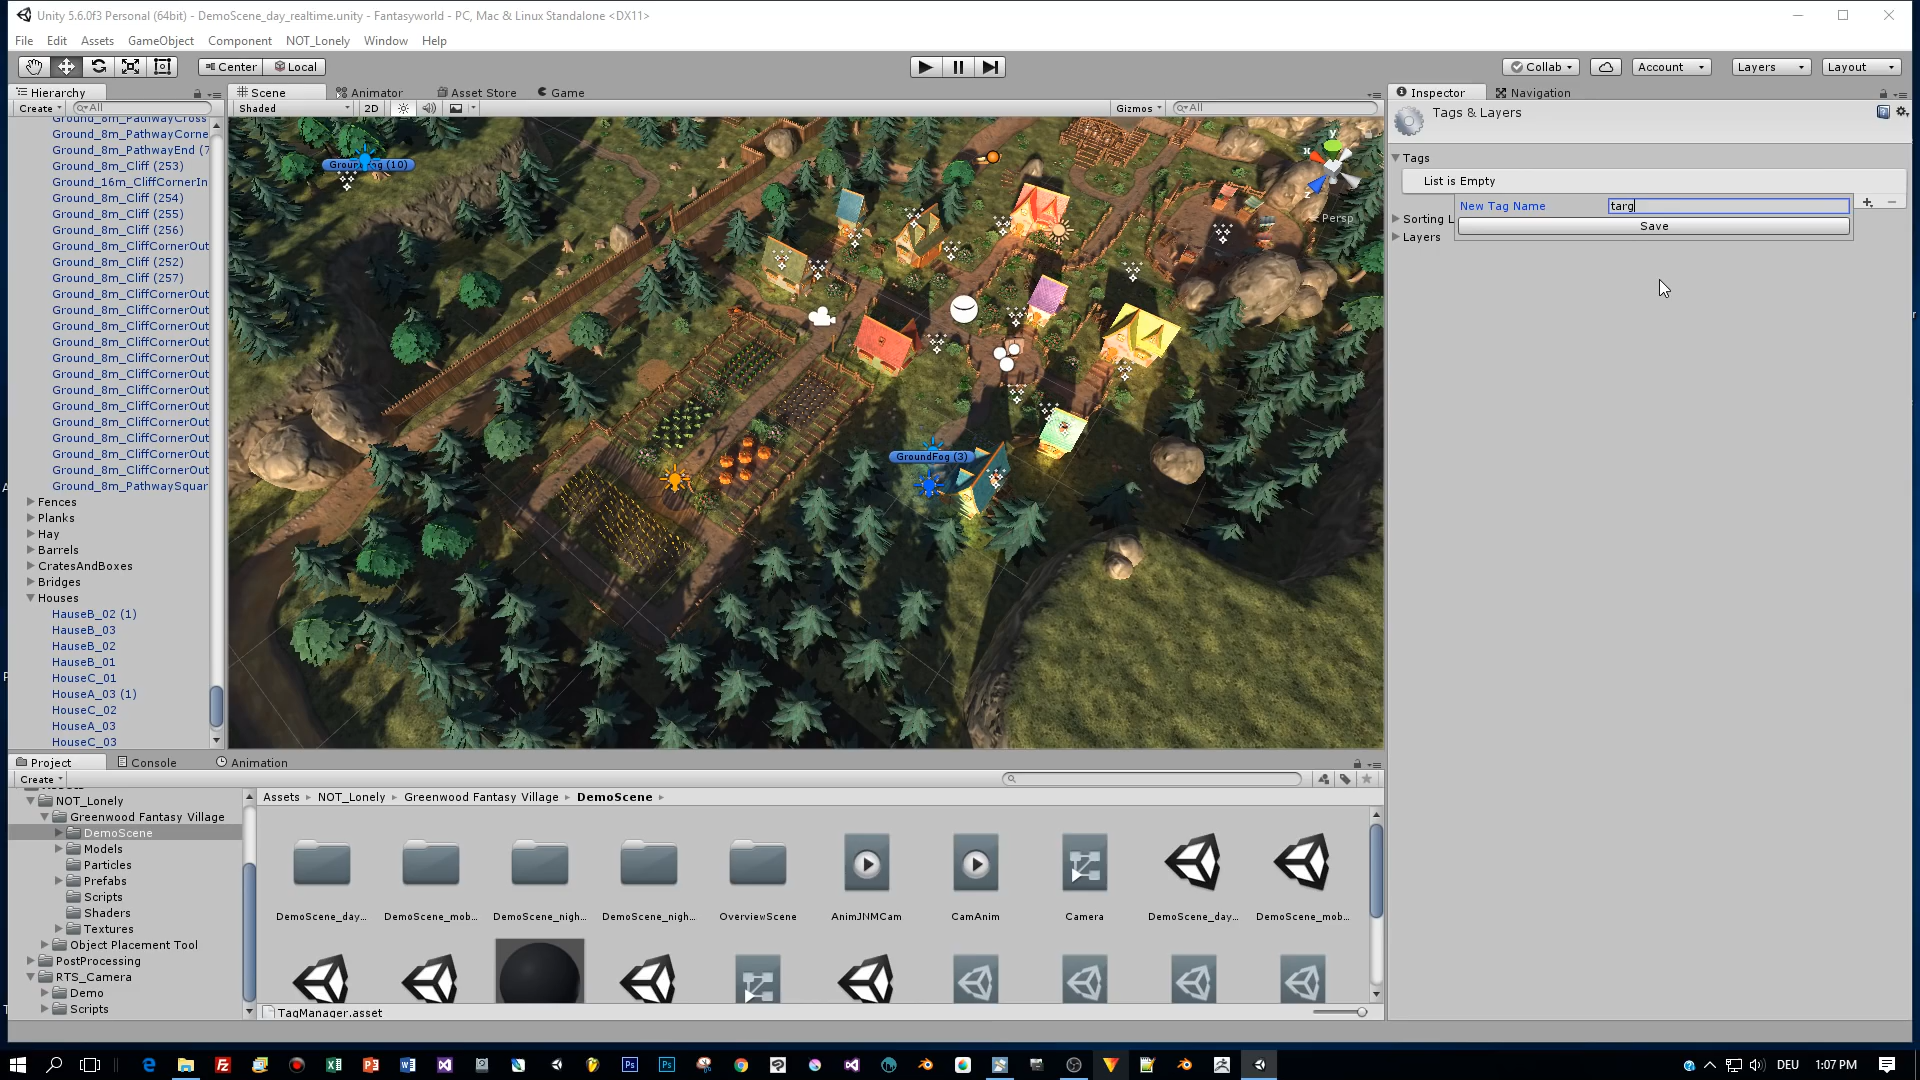 Unity 5.6.0f3 Personal (64bit) - DemoScene_day_realtime.unity - Fantasyworld - PC, Mac & Linux Standalone <DX11>
File Edit Assets GameObject Component NOT_Lonely Window Help
Center Local Collab Account Layers Layout
Hierarchy Scene Animator Asset Store Game Inspector Navigation
Create All Shaded 2D Gizmos All
Tags & Layers
Ground_8m_PathwayCross
Ground_8m_PathwayCorne
Ground_8m_PathwayEnd (7
Ground_8m_Cliff (253)
Ground_16m_CliffCornerIn
Ground_8m_Cliff (254)
Ground_8m_Cliff (255)
Ground_8m_Cliff (256)
Ground_8m_CliffCornerOut
Ground_8m_Cliff (252)
Ground_8m_Cliff (257)
Ground_8m_CliffCornerOut
Ground_8m_CliffCornerOut
Ground_8m_CliffCornerOut
Ground_8m_CliffCornerOut
Ground_8m_CliffCornerOut
Ground_8m_CliffCornerOut
Ground_8m_CliffCornerOut
Ground_8m_CliffCornerOut
Ground_8m_CliffCornerOut
Ground_8m_CliffCornerOut
Ground_8m_CliffCornerOut
Ground_8m_CliffCornerOut
Ground_8m_PathwaySquar
Fences
Planks
Hay
Barrels
CratesAndBoxes
Bridges
Houses
HauseB_02 (1)
HauseB_03
HauseB_02
HauseB_01
HouseC_01
HouseA_03 (1)
HouseC_02
HouseA_03
HouseC_03
GroundFog (10)
GroundFog (3)
y
x
z
Persp
Tags
List is Empty
New Tag Name targ
Save
Sorting L
Layers
Project Console Animation
Create
Assets NOT_Lonely Greenwood Fantasy Village DemoScene
NOT_Lonely
Greenwood Fantasy Village
DemoScene
Models
Particles
Prefabs
Scripts
Shaders
Textures
Object Placement Tool
PostProcessing
RTS_Camera
Demo
Scripts
DemoScene_day... DemoScene_mob... DemoScene_nigh... DemoScene_nigh... OverviewScene AnimJNMCam CamAnim Camera DemoScene_day... DemoScene_mob...
TagManager.asset
DEU 1:07 PM